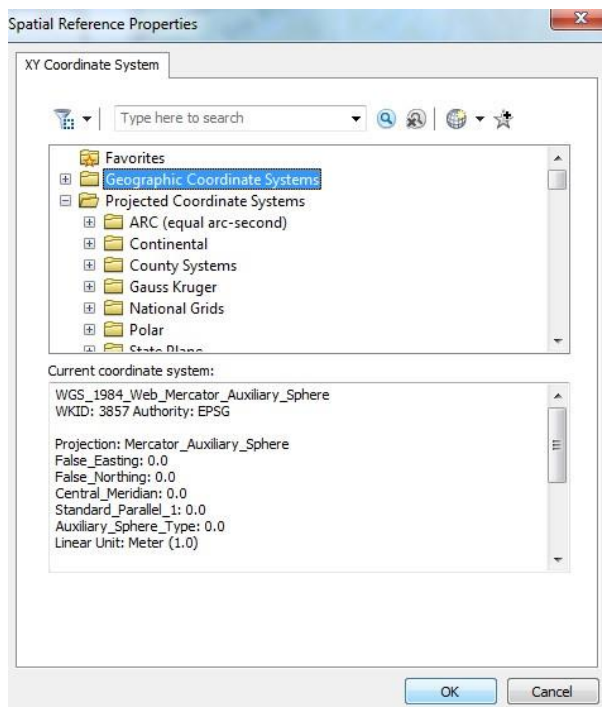 Spatial Reference Properties
XY Coordinate System
Type here to search
Favorites
Geographic Coordinate Systems
Projected Coordinate Systems
ARC (equal arc-second)
Continental
County Systems
Gauss Kruger
National Grids
Polar
State Plane
Current coordinate system:
WGS_1984_Web_Mercator_Auxiliary_Sphere
WKID: 3857 Authority: EPSG
Projection: Mercator_Auxiliary_Sphere
False_Easting: 0.0
False_Northing: 0.0
Central_Meridian: 0.0
Standard_Parallel_1: 0.0
Auxiliary_Sphere_Type: 0.0
Linear Unit: Meter (1.0)
OK Cancel